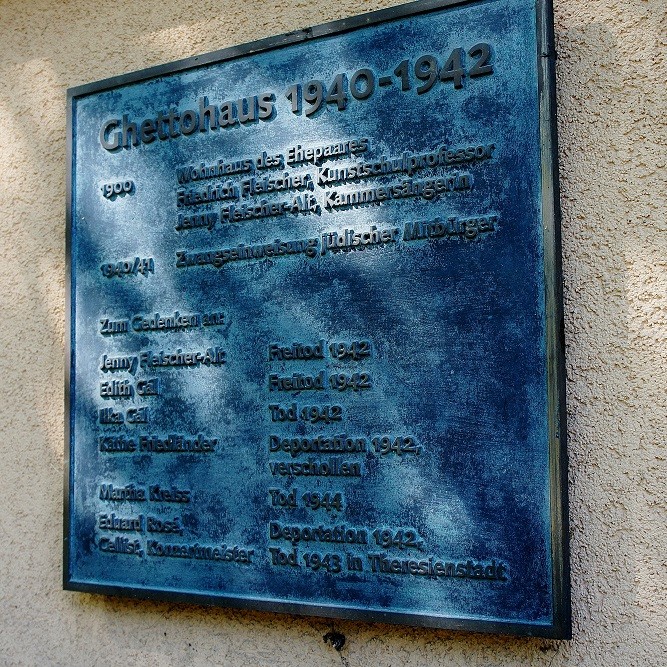 Ghettohaus 1940-1942
1900 Wohnhaus des Ehepaares
Friedrich Fleischer, Kunstschulprofessor
Jenny Fleischer-Alt, Kammersängerin
1940/41 Zwangseinweisung jüdischer Mitbürger
Zum Gedenken an:
Jenny Fleischer-Alt Freitod 1942
Edith Gál Freitod 1942
Ilka Gál Tod 1942
Käthe Friedländer Deportation 1942,
verschollen
Martha Kreiss Tod 1944
Eduard Rosé, Deportation 1942.
Cellist, Konzertmeister Tod 1943 in Theresienstadt